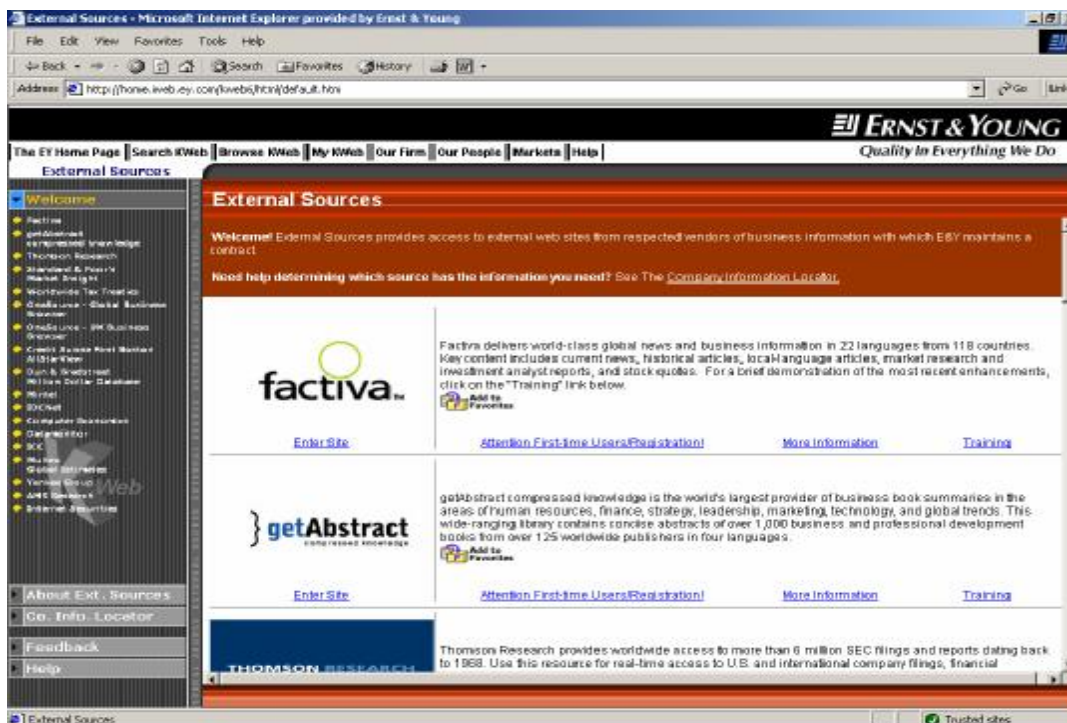 External Sources - Microsoft Internet Explorer provided by Ernst & Young
File Edit View Favorites Tools Help
Back Search Favorites History
Address http://home.iweb.ey.com/kweb6/html/default.htm Go
ERNST & YOUNG
The EY Home Page Search KWeb Browse KWeb My KWeb Our Firm Our People Markets Help
Quality In Everything We Do
External Sources
Welcome
Factiva
getAbstract
compressed knowledge
Thomson Research
Standard & Poor's
Market Insight
Worldwide Tax Treaties
OneSource - Global Business
Browser
OneSource - UK Business
Browser
Credit Suisse First Boston
Dun & Bradstreet
Million Dollar Database
Mintel
Computer Economics
Datamonitor
Yankee Group
AMR Research
Internet Securities
Web
About Ext. Sources
Co. Info. Locator
Feedback
Help
External Sources
Welcome! External Sources provides access to external web sites from respected vendors of business information with which E&Y maintains a
contract.
Need help determining which source has the information you need? See The Company Information Locator.
factiva
Factiva delivers world-class global news and business information in 22 languages from 118 countries.
Key content includes current news, historical articles, local-language articles, market research and
investment analyst reports, and stock quotes. For a brief demonstration of the most recent enhancements,
click on the "Training" link below.
Add to
Favorites
Enter Site Attention First-time Users/Registration! More Information Training
getAbstract
compressed knowledge
getAbstract compressed knowledge is the world's largest provider of business book summaries in the
areas of human resources, finance, strategy, leadership, marketing, technology, and global trends. This
wide-ranging library contains concise abstracts of over 1,000 business and professional development
books from over 125 worldwide publishers in four languages.
Add to
Favorites
Enter Site Attention First-time Users/Registration! More Information Training
THOMSON RESEARCH
Thomson Research provides worldwide access to more than 6 million SEC filings and reports dating back
to 1968. Use this resource for real-time access to U.S. and international company filings, financial
External Sources
Trusted sites